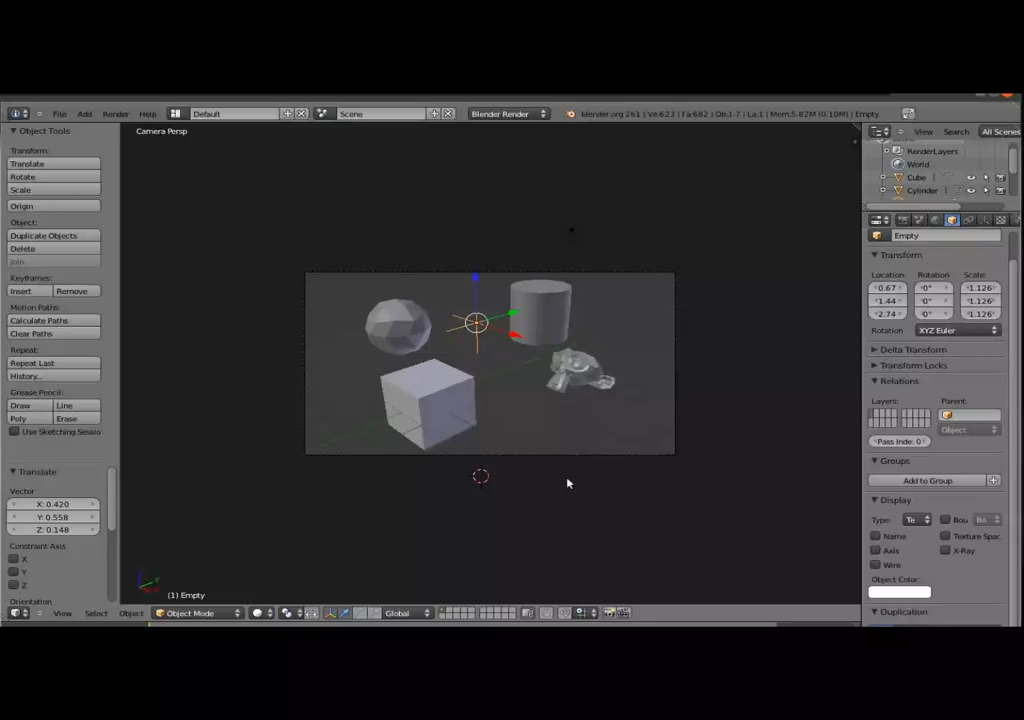 File Add Render Help Default Scene Blender Render blender.org 261 | Ve:623 | Fa:682 | Ob:1-7 | La:1 | Mem:5.82M (0.10M) | Empty
Object Tools
Camera Persp
View Search All Scenes
Transform:
RenderLayers
Translate
World
Rotate
Cube
Scale
Cylinder
Origin
Object:
Empty
Duplicate Objects
Transform
Delete
Join
Location: Rotation: Scale:
Keyframes:
0.67 0° 1.126
Insert Remove
1.44 0° 1.126
Motion Paths:
2.74 0° 1.126
Calculate Paths
Rotation XYZ Euler
Clear Paths
Delta Transform
Repeat:
Transform Locks
Repeat Last
Relations
History...
Layers: Parent:
Grease Pencil:
Draw Line
Object
Poly Erase
Pass Inde: 0
Use Sketching Sessio
Groups
Translate
Add to Group
Vector
Display
X: 0.420
Type: Te Bou Bo
Y: 0.558
Name Texture Spac
Z: 0.148
Axis X-Ray
Constraint Axis
Wire
X
Object Color:
Y
Z
(1) Empty
Orientation
Duplication
View Select Object Object Mode Global